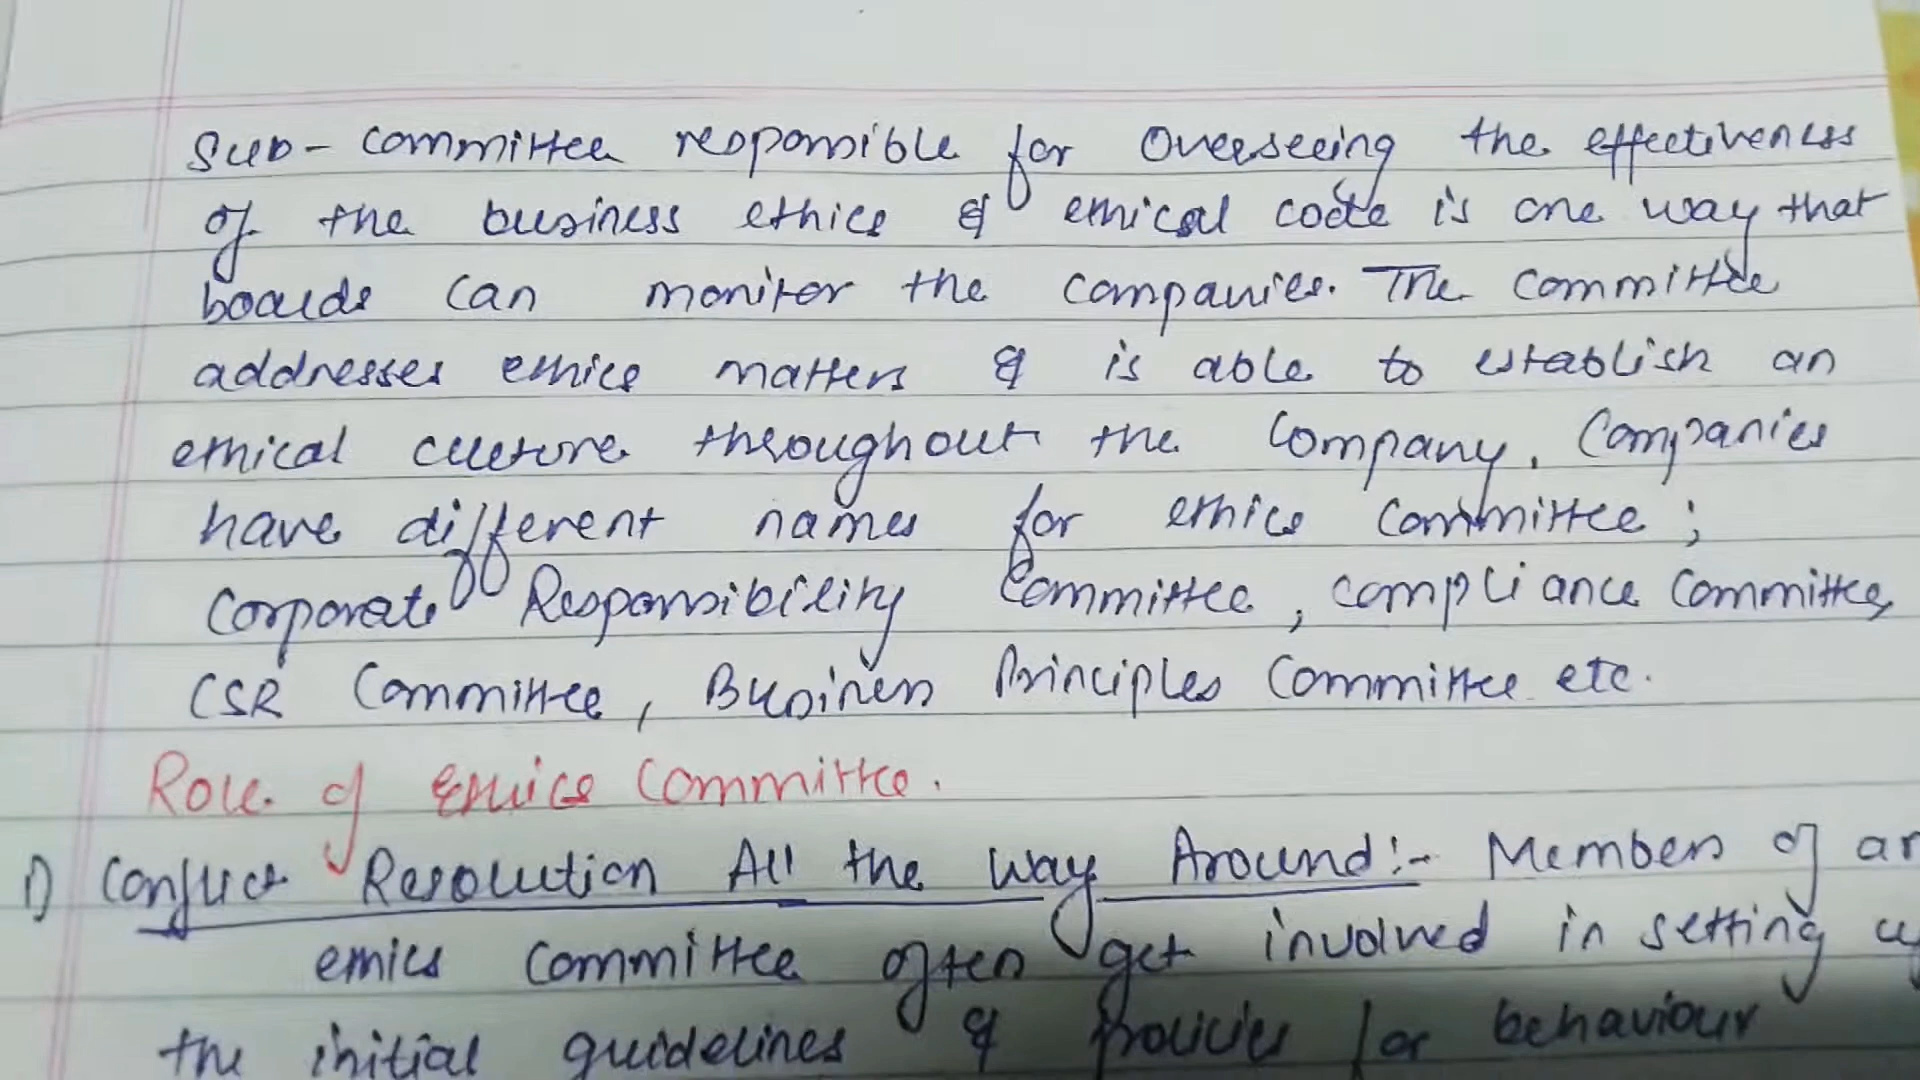 Sub-committee responsible for overseeing the effectiveness
of the business ethics & ethical code is one way that
boards can monitor the companies. The committee
addresses ethics matters & is able to establish an
ethical culture throughout the company. Companies
have different names for ethics committee;
Corporate Responsibility Committee, compliance committee,
CSR Committee, Business Principles Committee etc.
Role of Ethics Committee.
1) Conflict Resolution All the Way Around:- Members of an
ethics committee often get involved in setting up
the initial guidelines & policies for behaviour